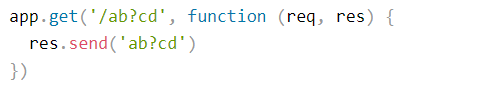 app.get('/ab?cd', function (req, res) {
  res.send('ab?cd')
})